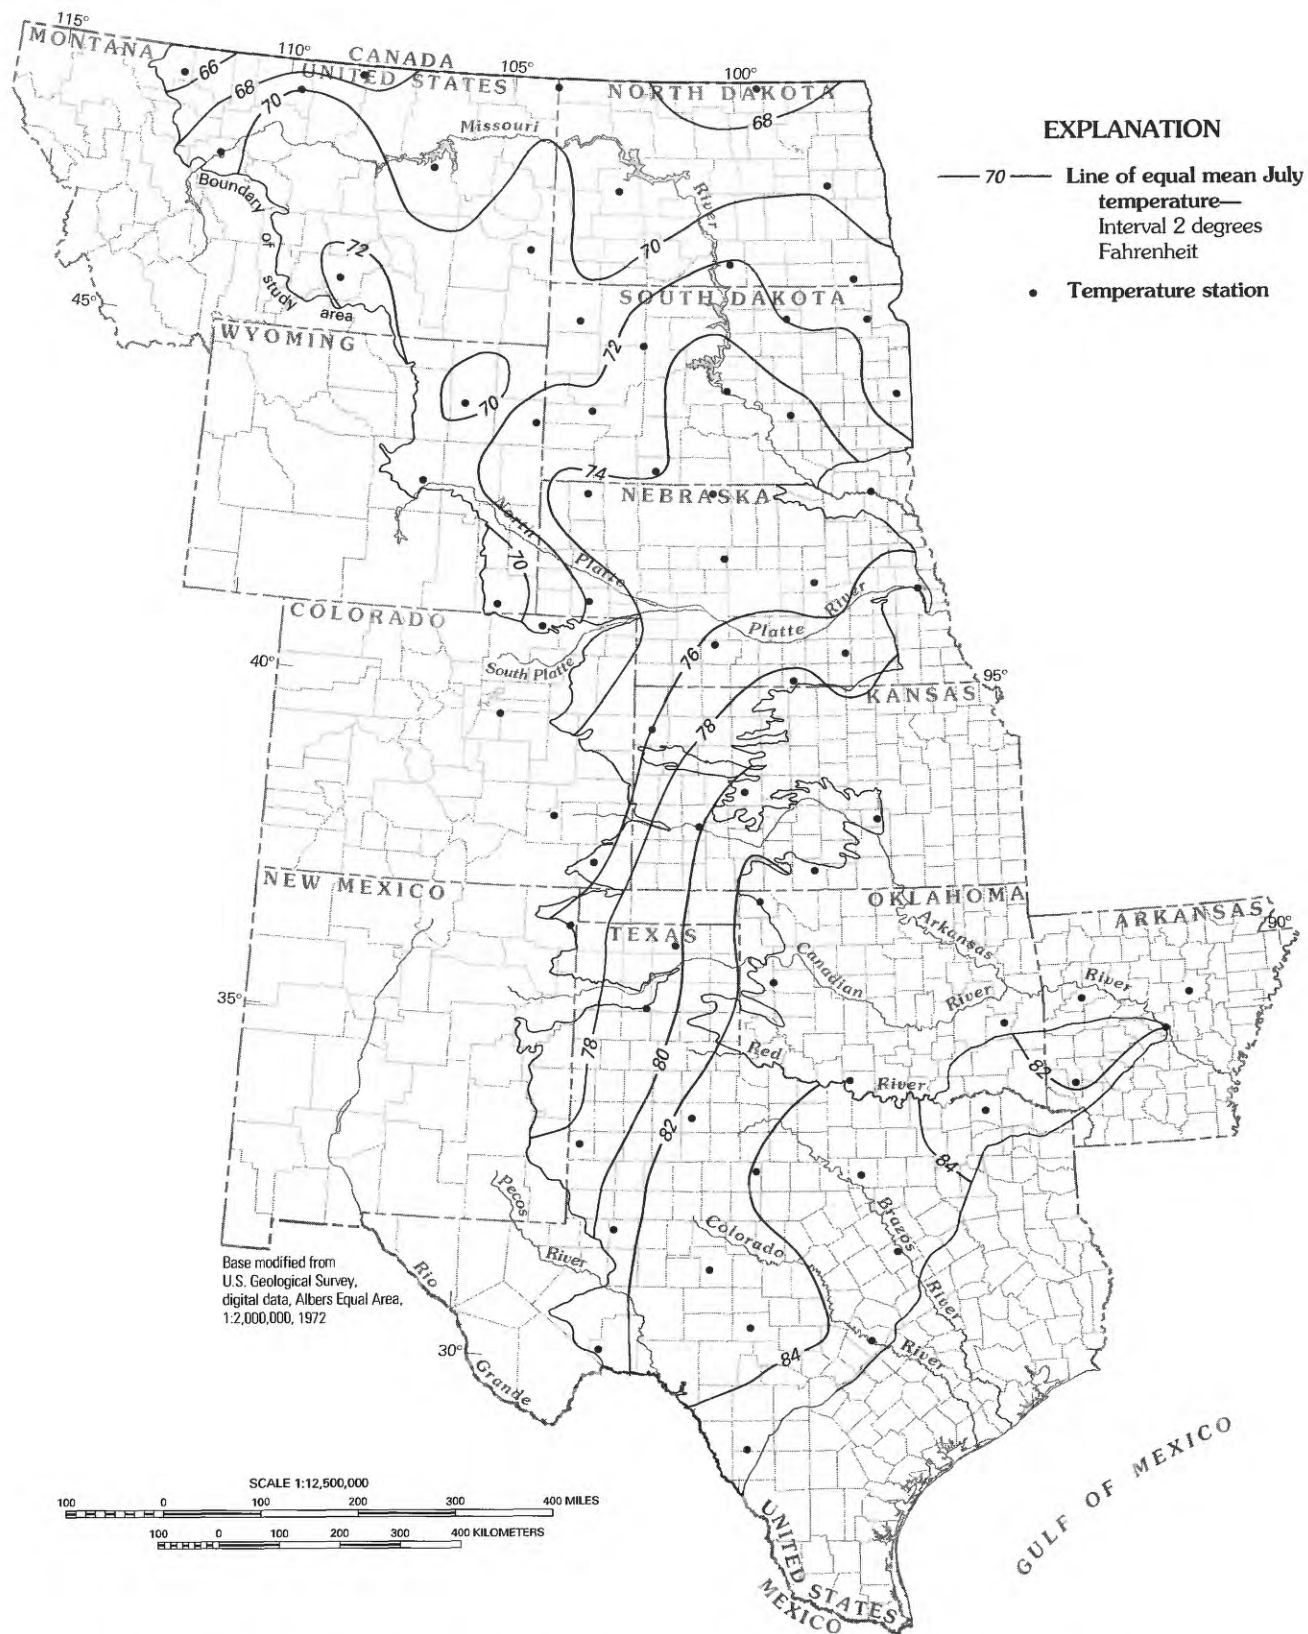 115°
MONTANA
66
110°
CANADA
UNITED STATES
105°
100°
NORTH DAKOTA
68
68
70
Missouri
River
EXPLANATION
70 Line of equal mean July
temperature—
Interval 2 degrees
Fahrenheit
Temperature station
Boundary
of
study
area
72
70
45°
SOUTH DAKOTA
WYOMING
72
70
74
NEBRASKA
North
Platte
River
70
COLORADO
Platte
South Platte
40°
76
95°
KANSAS
78
NEW MEXICO
OKLAHOMA
ARKANSAS
90°
TEXAS
Arkansas
River
Canadian
River
35°
Red
River
78
80
82
82
84
Pecos
River
Colorado
River
Brazos
River
Base modified from
U.S. Geological Survey,
digital data, Albers Equal Area,
1:2,000,000, 1972
Rio
Grande
30°
84
GULF OF MEXICO
SCALE 1:12,500,000
100 0 100 200 300 400 MILES
100 0 100 200 300 400 KILOMETERS
UNITED STATES
MEXICO